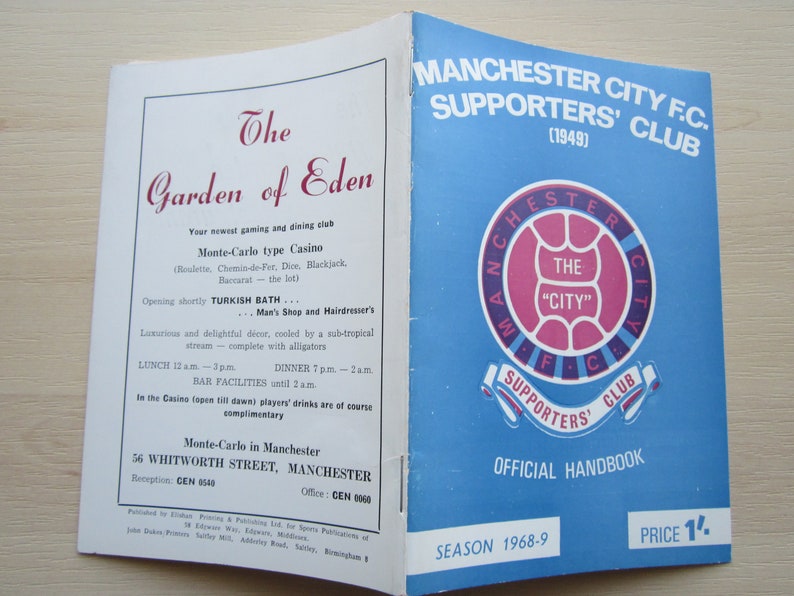 The
Garden of Eden
Your newest gaming and dining club
Monte-Carlo type Casino
(Roulette, Chemin-de-Fer, Dice, Blackjack,
Baccarat — the lot)
Opening shortly TURKISH BATH . . .
. . . Man's Shop and Hairdresser's
Luxurious and delightful décor, cooled by a sub-tropical
stream — complete with alligators
LUNCH 12 a.m. — 3 p.m. DINNER 7 p.m. — 2 a.m.
BAR FACILITIES until 2 a.m.
In the Casino (open till dawn) players' drinks are of course
complimentary
Monte-Carlo in Manchester
56 WHITWORTH STREET, MANCHESTER
Reception: CEN 0540
Office : CEN 0060
Published by Elishan Printing & Publishing Ltd. for Sports Publications of
58 Edgware Way, Edgware, Middlesex.
John Dukes/Printers Saltley Mill, Adderley Road, Saltley, Birmingham 8
MANCHESTER CITY F.C.
SUPPORTERS' CLUB
(1949)
MANCHESTER CITY
F.C.
THE
"CITY"
SUPPORTERS' CLUB
OFFICIAL HANDBOOK
SEASON 1968-9
PRICE 1/-